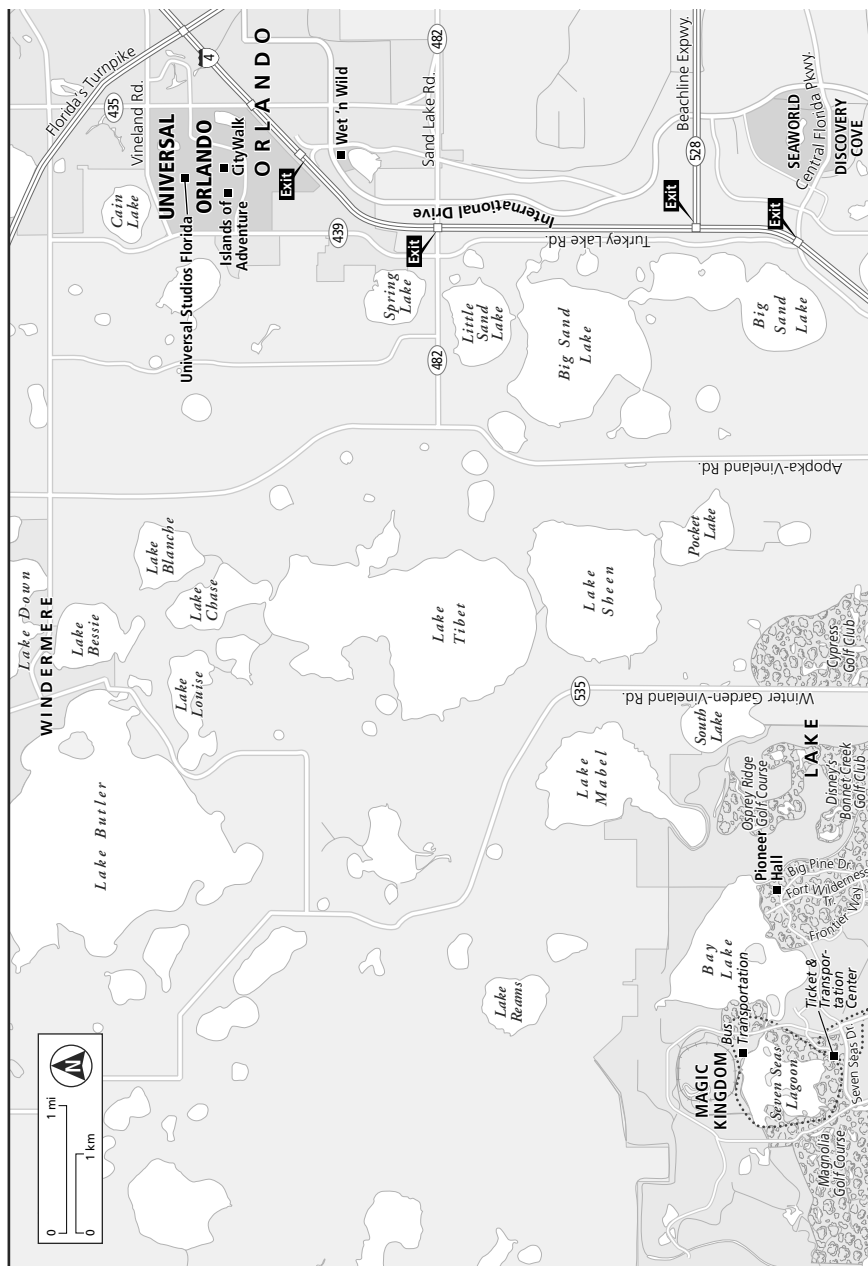 0
1 mi
0
1 km
N
Lake Butler
WINDERMERE
Lake Down
Lake
Bessie
Lake
Louise
Lake
Blanche
Lake
Chase
Lake
Tibet
Lake
Sheen
Pocket
Lake
Lake
Reams
Lake
Mabel
South
Lake
535
Winter Garden-Vineland Rd.
Apopka-Vineland Rd.
Cain
Lake
Florida's Turnpike
435
Vineland Rd.
4
UNIVERSAL
ORLANDO
Universal Studios Florida
Islands of
Adventure
CityWalk
ORLANDO
Exit
Wet 'n Wild
439
482
Sand Lake Rd.
Exit
482
Spring
Lake
Little
Sand
Lake
Big Sand
Lake
International Drive
Turkey Lake Rd.
Exit
528
Beachline Expwy.
Big
Sand
Lake
Exit
SEAWORLD
Central Florida Pkwy.
DISCOVERY
COVE
MAGIC
KINGDOM
Bus
Transportation
Bay
Lake
Seven Seas
Lagoon
Ticket &
Transpor-
tation
Center
Seven Seas Dr.
Magnolia
Golf Course
Pioneer
Hall
Big Pine Dr.
Fort Wilderness
Tr.
Frontier Way
Osprey Ridge
Golf Course
LAKE
Disney's
Bonnet Creek
Golf Club
Cypress
Golf Club